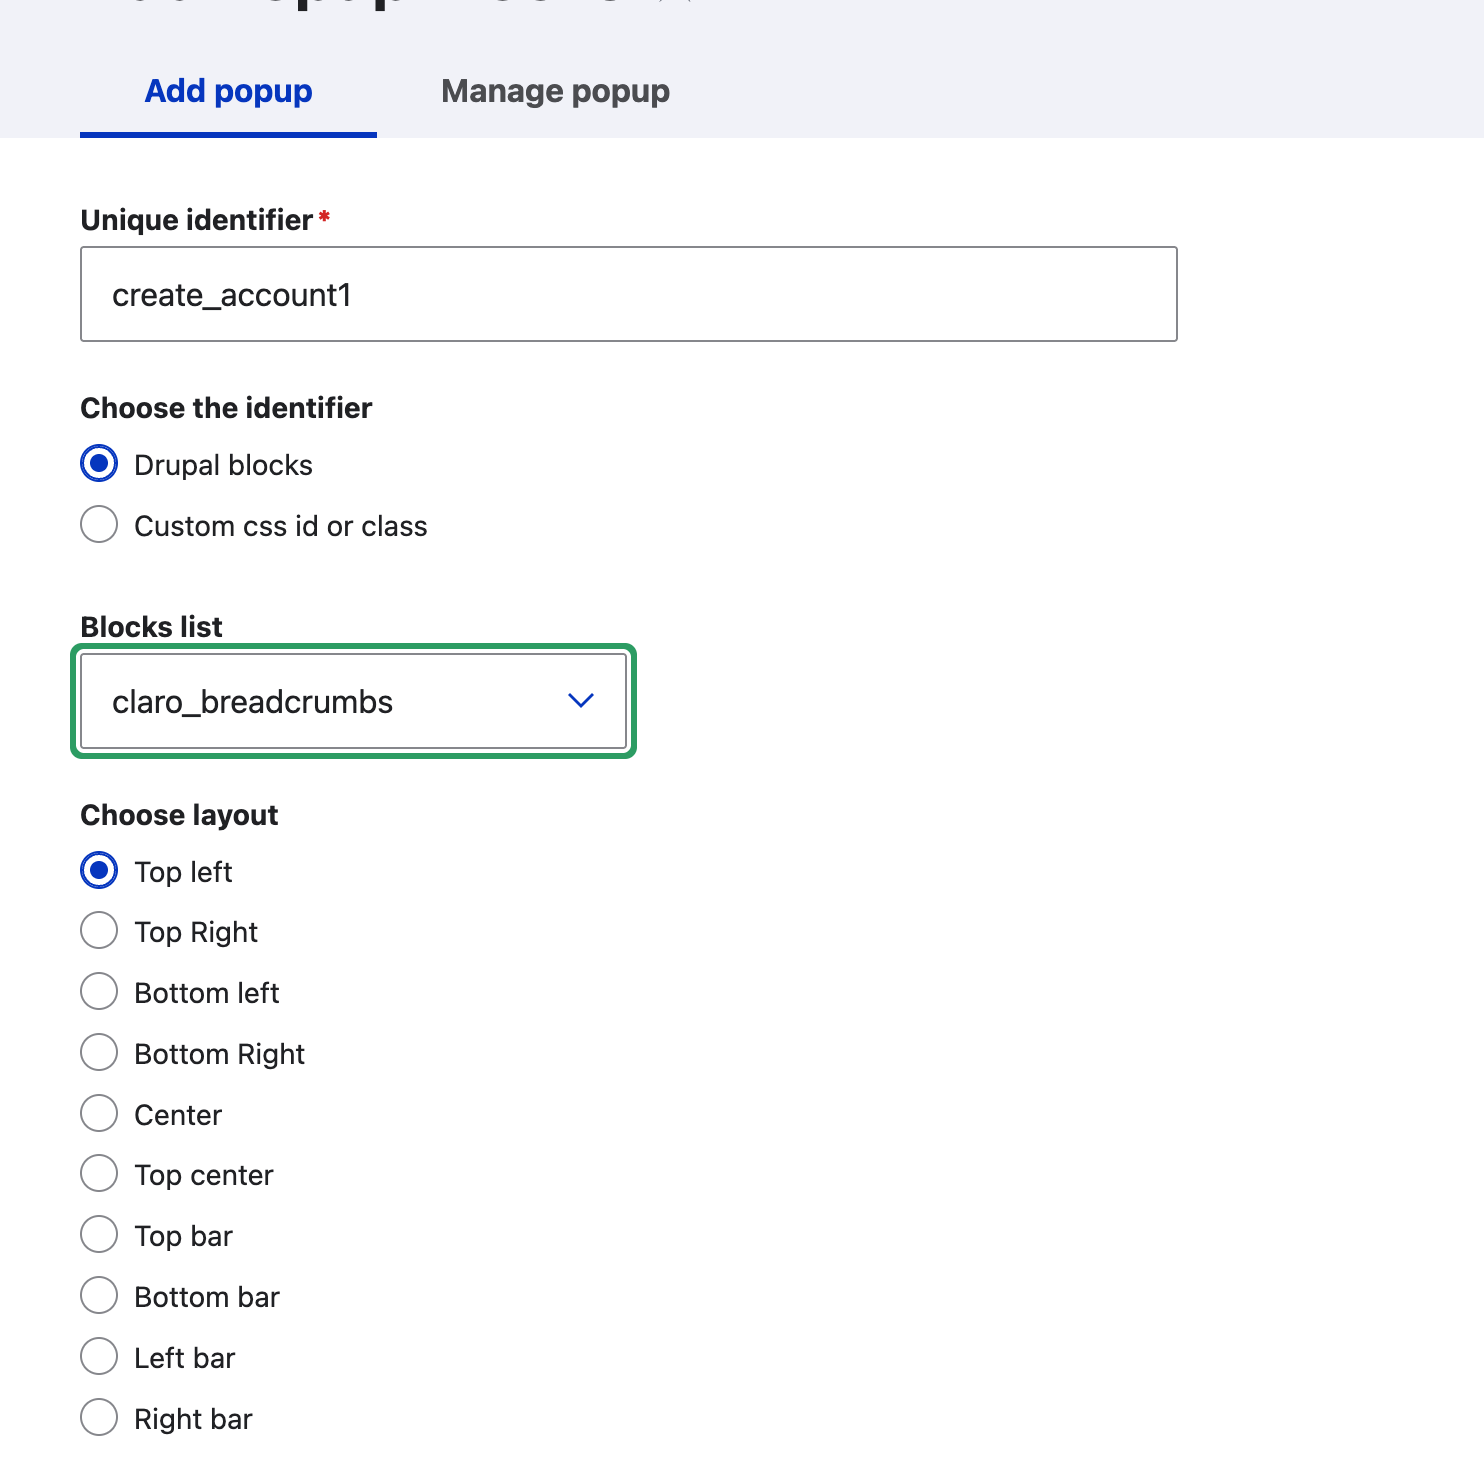 Add popup
Manage popup
Unique identifier*
create_account1
Choose the identifier
Drupal blocks
Custom css id or class
Blocks list
claro_breadcrumbs
Choose layout
Top left
Top Right
Bottom left
Bottom Right
Center
Top center
Top bar
Bottom bar
Left bar
Right bar